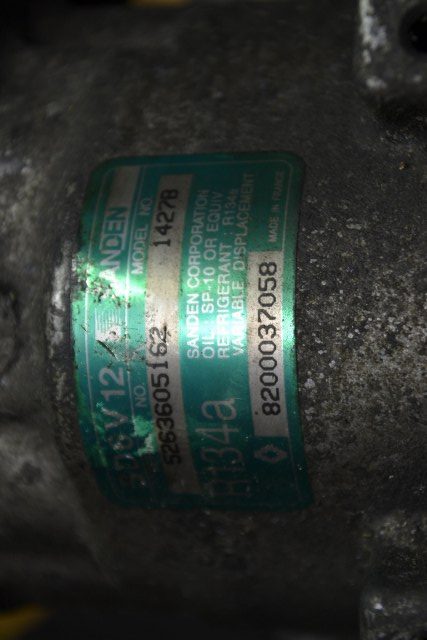 V12
SANDEN
NO.
5263605162
MODEL NO.
1427B
R134a
SANDEN CORPORATION
OIL : SP-10 OR EQUIV
REFRIGERANT : R134a
VARIABLE DISPLACEMENT
8200037058
MADE IN FRANCE